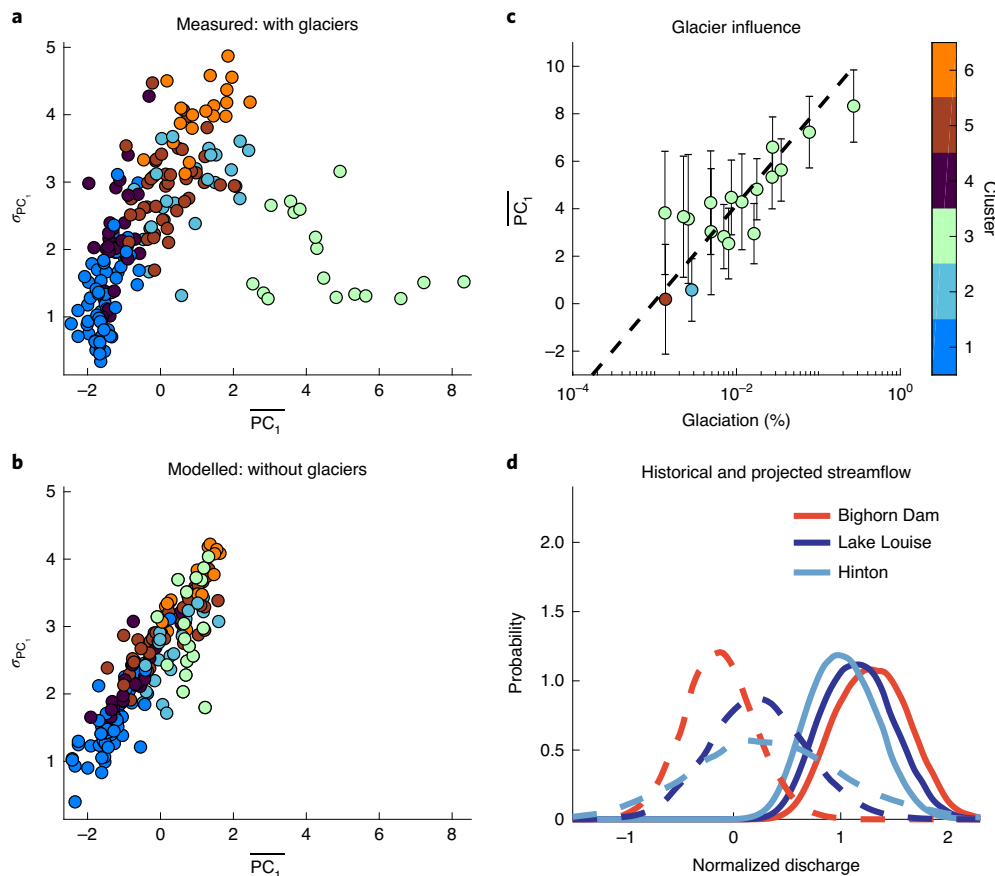 a
Measured: with glaciers
5
4
3
2
1
σPC₁
−2 0 2 4 6 8
PC₁
c
Glacier influence
10
8
6
4
2
0
−2
PC₁
10⁻⁴ 10⁻² 10⁰
Glaciation (%)
6
5
4
3
2
1
Cluster
b
Modelled: without glaciers
5
4
3
2
1
σPC₁
−2 0 2 4 6 8
PC₁
d
Historical and projected streamflow
Bighorn Dam
Lake Louise
Hinton
2.0
1.5
1.0
0.5
0
Probability
−1 0 1 2
Normalized discharge